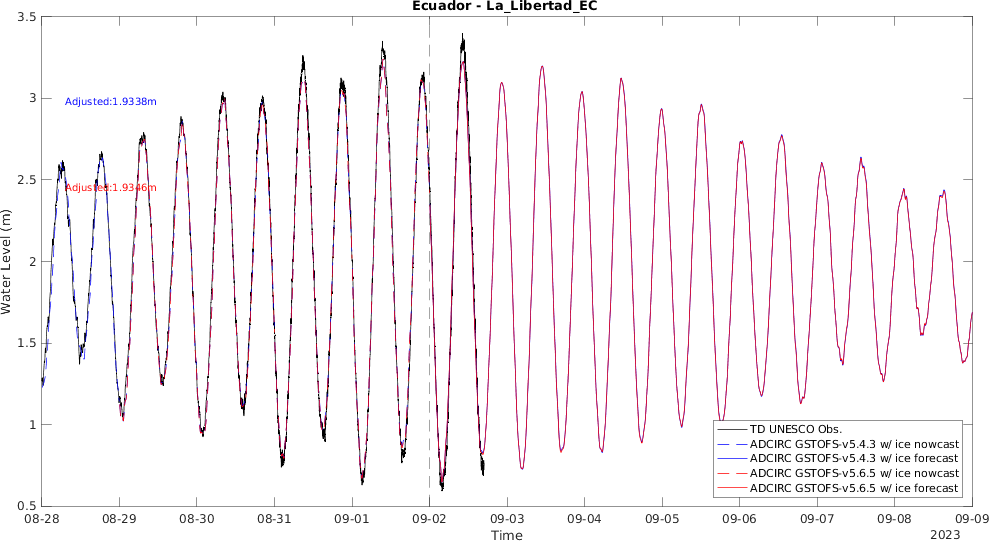 Ecuador - La_Libertad_EC
3.5
3
2.5
2
1.5
1
0.5
Water Level (m)
Adjusted:1.9338m
Adjusted:1.9346m
TD UNESCO Obs.
ADCIRC GSTOFS-v5.4.3 w/ ice nowcast
ADCIRC GSTOFS-v5.4.3 w/ ice forecast
ADCIRC GSTOFS-v5.6.5 w/ ice nowcast
ADCIRC GSTOFS-v5.6.5 w/ ice forecast
08-28 08-29 08-30 08-31 09-01 09-02 09-03 09-04 09-05 09-06 09-07 09-08 09-09
Time
2023